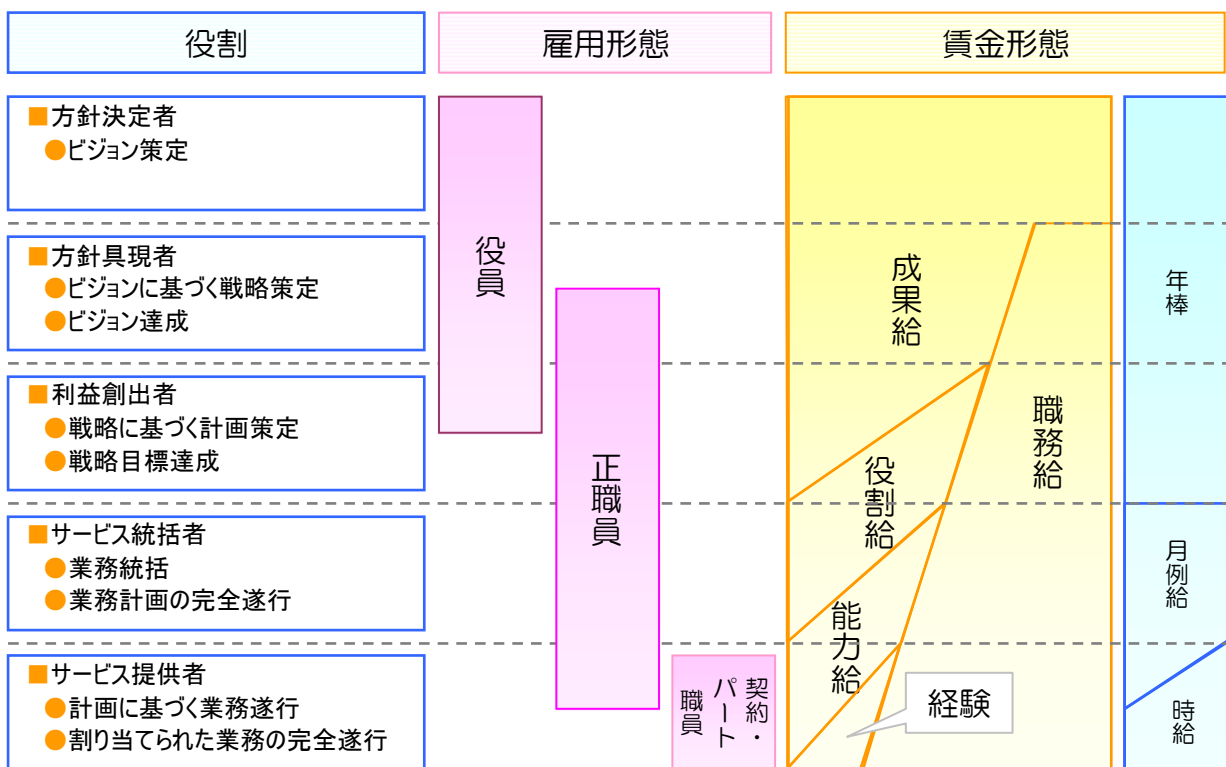 役割
雇用形態
賃金形態
■方針決定者
●ビジョン策定
■方針具現者
●ビジョンに基づく戦略策定
●ビジョン達成
■利益創出者
●戦略に基づく計画策定
●戦略目標達成
■サービス統括者
●業務統括
●業務計画の完全遂行
■サービス提供者
●計画に基づく業務遂行
●割り当てられた業務の完全遂行
役員
正職員
契約・
パート
職員
成果給
役割給
能力給
経験
職務給
年棒
月例給
時給